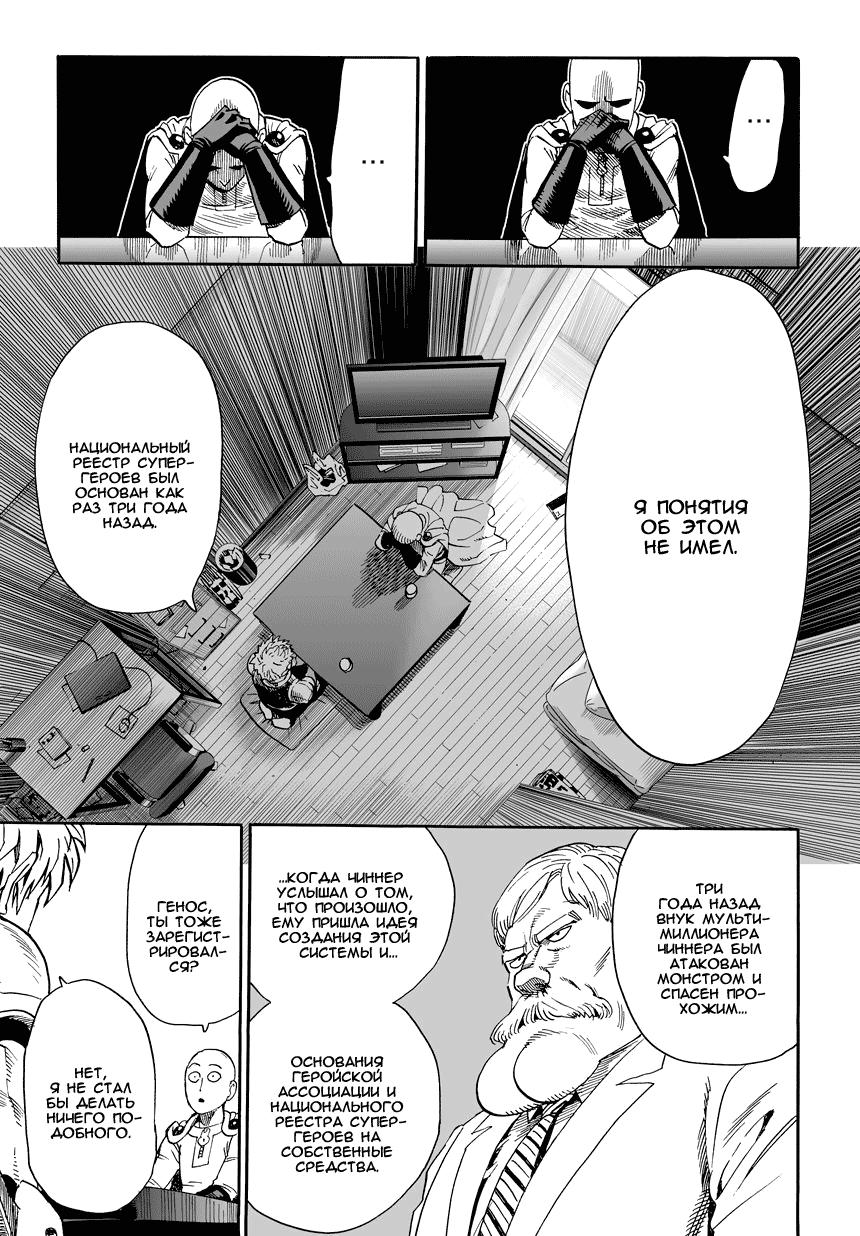 ...
...
Я ПОНЯТИЯ
ОБ ЭТОМ
НЕ ИМЕЛ.
НАЦИОНАЛЬНЫЙ
РЕЕСТР СУПЕР-
ГЕРОЕВ БЫЛ
ОСНОВАН КАК
РАЗ ТРИ ГОДА
НАЗАД.
ТРИ
ГОДА НАЗАД
ВНУК МУЛЬТИ-
МИЛЛИОНЕРА
ЧИННЕРА БЫЛ
АТАКОВАН
МОНСТРОМ И
СПАСЕН ПРО-
ХОЖИМ...
...КОГДА ЧИННЕР
УСЛЫШАЛ О ТОМ,
ЧТО ПРОИЗОШЛО,
ЕМУ ПРИШЛА ИДЕЯ
СОЗДАНИЯ ЭТОЙ
СИСТЕМЫ И...
ОСНОВАНИЯ
ГЕРОЙСКОЙ
АССОЦИАЦИИ И
НАЦИОНАЛЬНОГО
РЕЕСТРА СУПЕР-
ГЕРОЕВ НА
СОБСТВЕННЫЕ
СРЕДСТВА.
ГЕНОС,
ТЫ ТОЖЕ
ЗАРЕГИСТ-
РИРОВАЛ-
СЯ?
НЕТ,
Я НЕ СТАЛ
БЫ ДЕЛАТЬ
НИЧЕГО ПО-
ДОБНОГО.